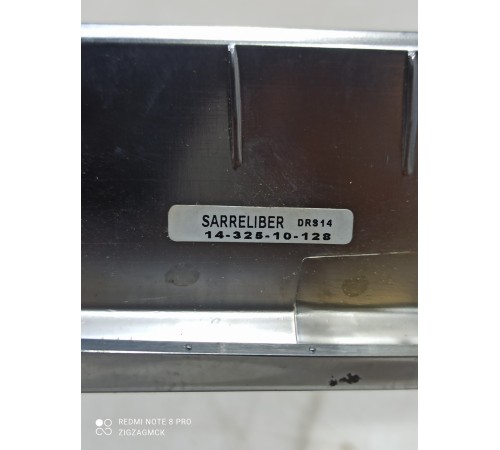 SARRELIBER DRS14
14-325-10-128
REDMI NOTE 8 PRO
ZIGZAGMCK